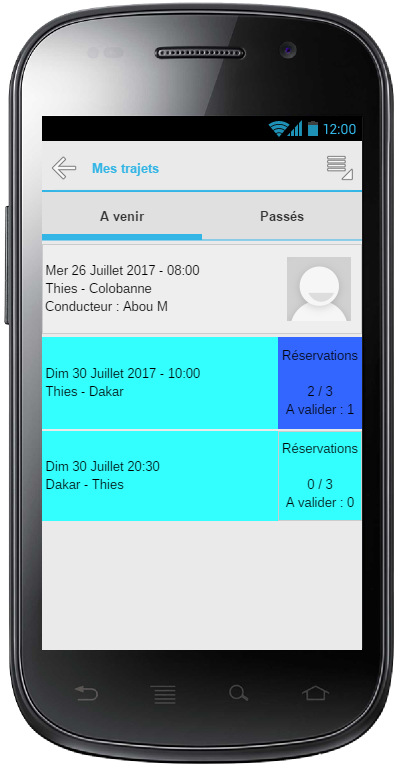 12:00
Mes trajets
A venir
Passés
Mer 26 Juillet 2017 - 08:00
Thies - Colobanne
Conducteur : Abou M
Dim 30 Juillet 2017 - 10:00
Thies - Dakar
Réservations
2 / 3
A valider : 1
Dim 30 Juillet 20:30
Dakar - Thies
Réservations
0 / 3
A valider : 0